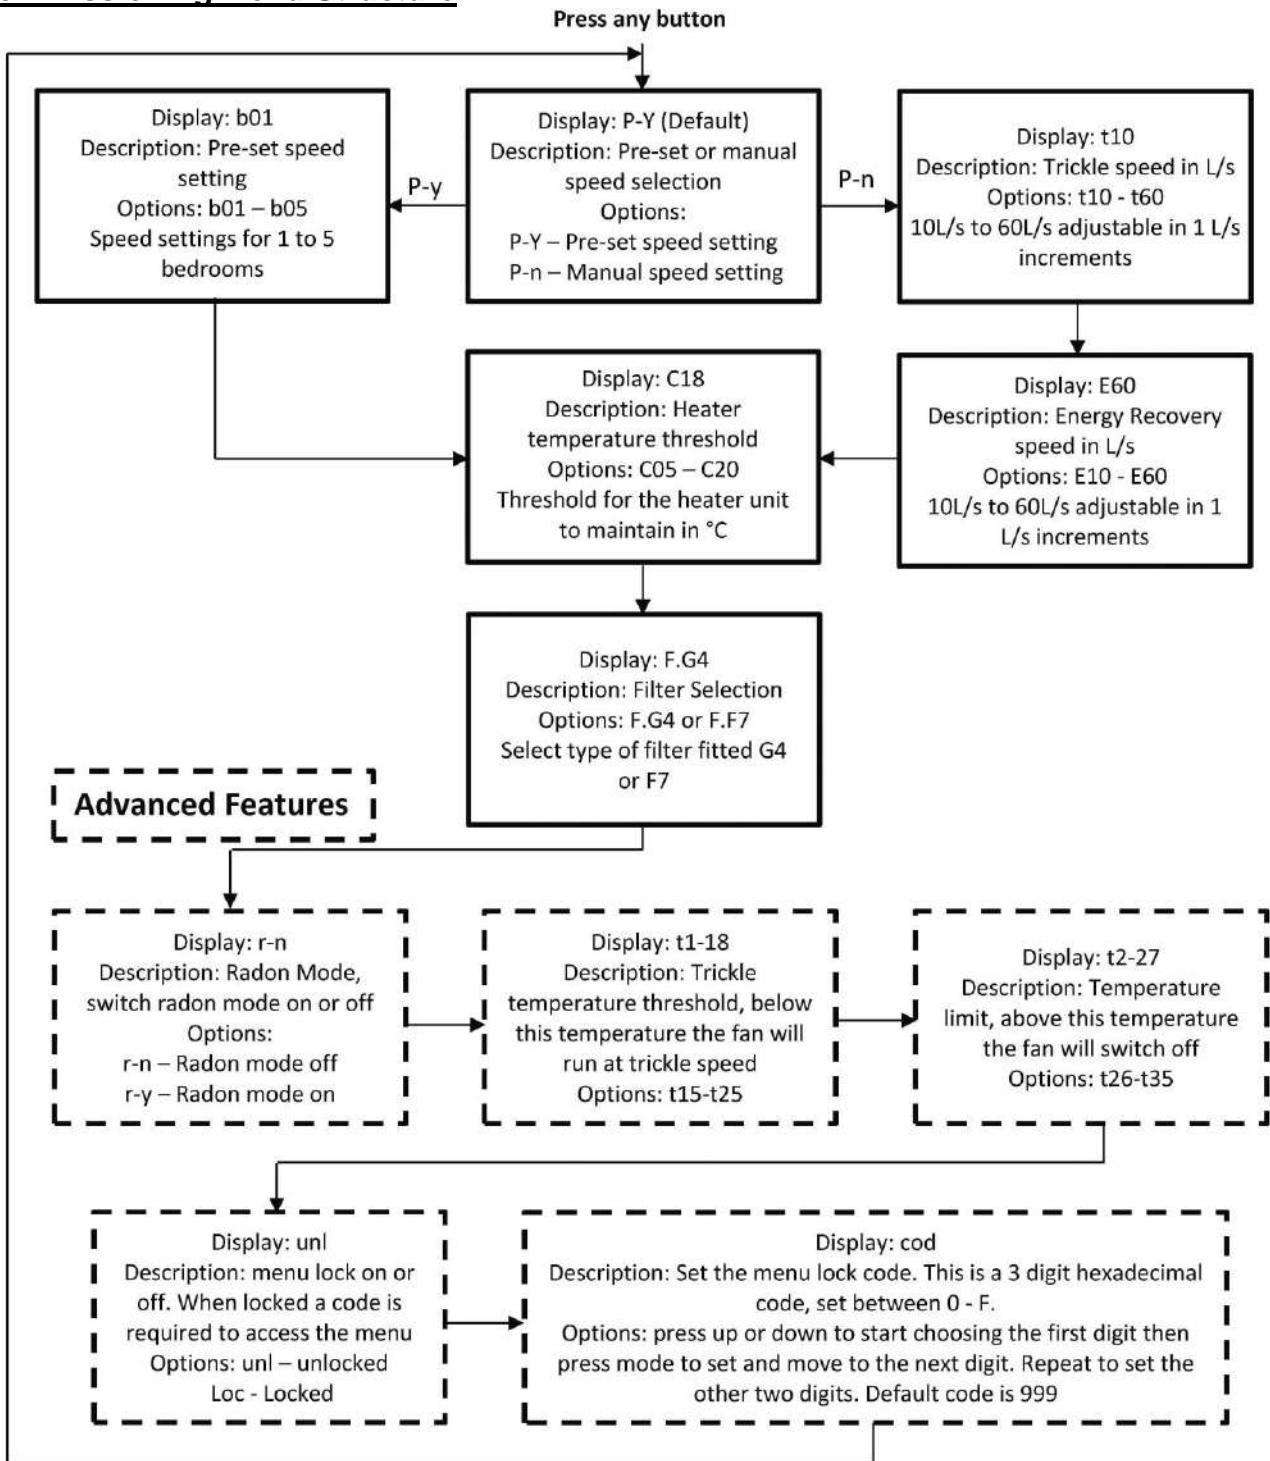 Press any button
Display: b01
Description: Pre-set speed
setting
Options: b01 – b05
Speed settings for 1 to 5
bedrooms
P-y
Display: P-Y (Default)
Description: Pre-set or manual
speed selection
Options:
P-Y – Pre-set speed setting
P-n – Manual speed setting
P-n
Display: t10
Description: Trickle speed in L/s
Options: t10 - t60
10L/s to 60L/s adjustable in 1 L/s
increments
Display: C18
Description: Heater
temperature threshold
Options: C05 – C20
Threshold for the heater unit
to maintain in °C
Display: E60
Description: Energy Recovery
speed in L/s
Options: E10 - E60
10L/s to 60L/s adjustable in 1
L/s increments
Display: F.G4
Description: Filter Selection
Options: F.G4 or F.F7
Select type of filter fitted G4
or F7
Advanced Features
Display: r-n
Description: Radon Mode,
switch radon mode on or off
Options:
r-n – Radon mode off
r-y – Radon mode on
Display: t1-18
Description: Trickle
temperature threshold, below
this temperature the fan will
run at trickle speed
Options: t15-t25
Display: t2-27
Description: Temperature
limit, above this temperature
the fan will switch off
Options: t26-t35
Display: unl
Description: menu lock on or
off. When locked a code is
required to access the menu
Options: unl – unlocked
Loc - Locked
Display: cod
Description: Set the menu lock code. This is a 3 digit hexadecimal
code, set between 0 - F.
Options: press up or down to start choosing the first digit then
press mode to set and move to the next digit. Repeat to set the
other two digits. Default code is 999